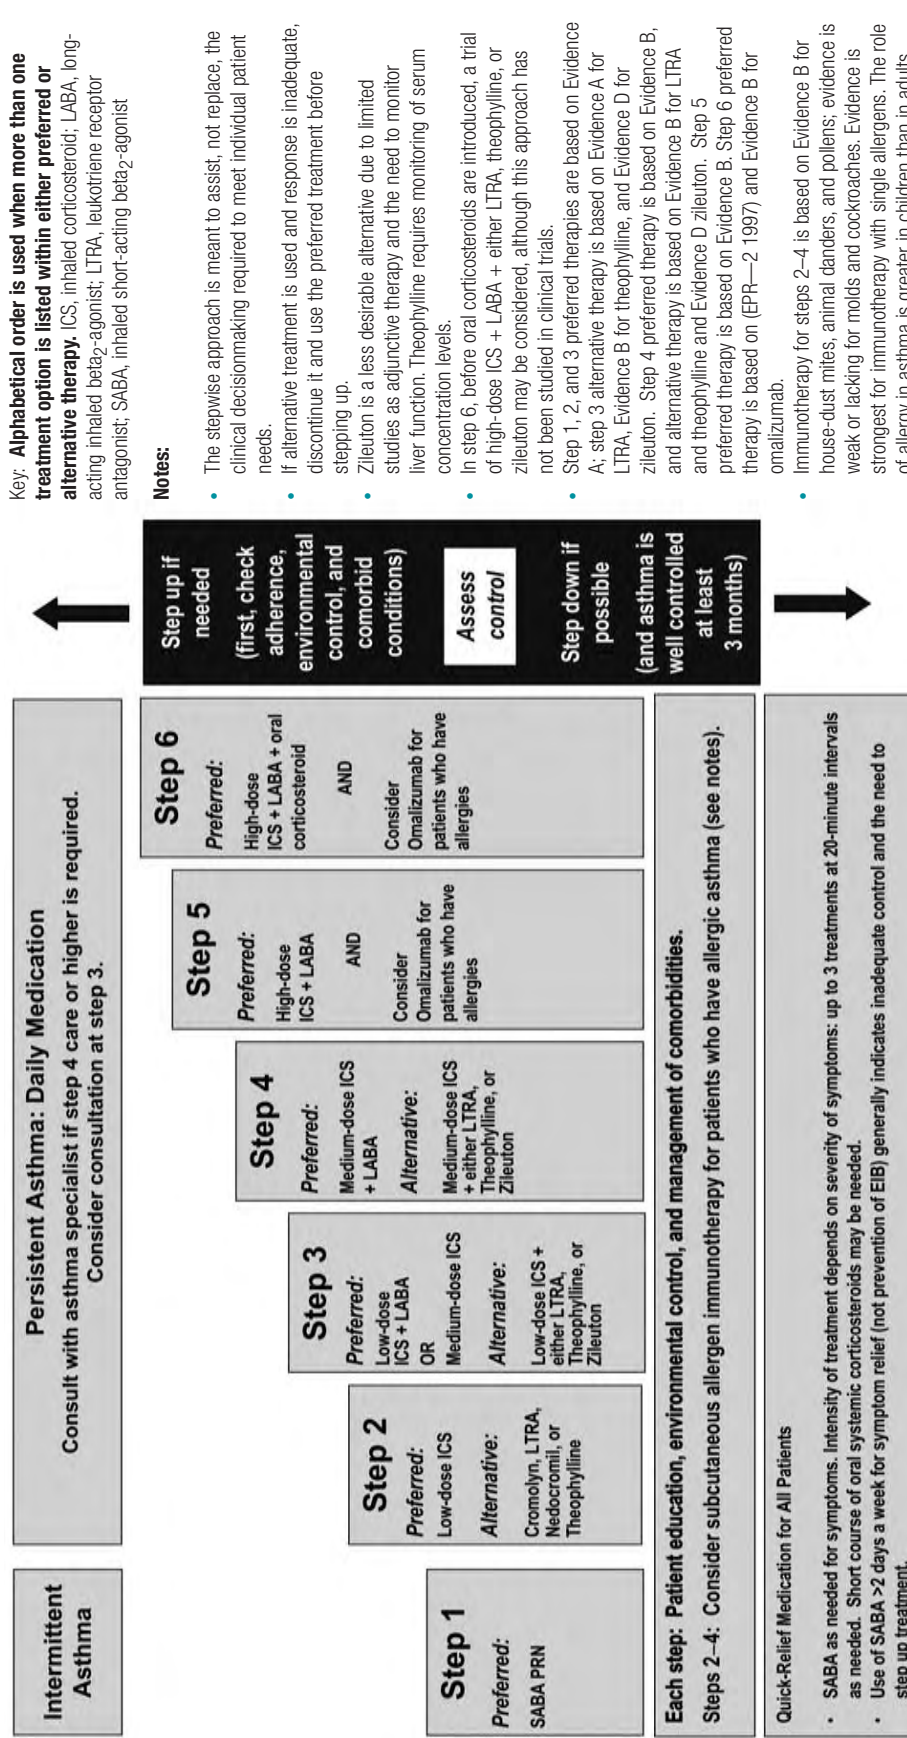 Intermittent
Asthma
Persistent Asthma: Daily Medication
Consult with asthma specialist if step 4 care or higher is required.
Consider consultation at step 3.
Step 1
Preferred:
SABA PRN
Step 2
Preferred:
Low-dose ICS
Alternative:
Cromolyn, LTRA,
Nedocromil, or
Theophylline
Step 3
Preferred:
Low-dose
ICS + LABA
OR
Medium-dose ICS
Alternative:
Low-dose ICS +
either LTRA,
Theophylline, or
Zileuton
Step 4
Preferred:
Medium-dose ICS
+ LABA
Alternative:
Medium-dose ICS
+ either LTRA,
Theophylline, or
Zileuton
Step 5
Preferred:
High-dose
ICS + LABA
AND
Consider
Omalizumab for
patients who have
allergies
Step 6
Preferred:
High-dose
ICS + LABA + oral
corticosteroid
AND
Consider
Omalizumab for
patients who have
allergies
Step up if
needed
(first, check
adherence,
environmental
control, and
comorbid
conditions)
Assess
control
Step down if
possible
(and asthma is
well controlled
at least
3 months)
Each step: Patient education, environmental control, and management of comorbidities.
Steps 2–4: Consider subcutaneous allergen immunotherapy for patients who have allergic asthma (see notes).
Quick-Relief Medication for All Patients
• SABA as needed for symptoms. Intensity of treatment depends on severity of symptoms: up to 3 treatments at 20-minute intervals
as needed. Short course of oral systemic corticosteroids may be needed.
• Use of SABA >2 days a week for symptom relief (not prevention of EIB) generally indicates inadequate control and the need to
step up treatment.
Key: Alphabetical order is used when more than one
treatment option is listed within either preferred or
alternative therapy. ICS, inhaled corticosteroid; LABA, long-
acting inhaled beta2-agonist; LTRA, leukotriene receptor
antagonist; SABA, inhaled short-acting beta2-agonist
Notes:
• The stepwise approach is meant to assist, not replace, the
clinical decisionmaking required to meet individual patient
needs.
• If alternative treatment is used and response is inadequate,
discontinue it and use the preferred treatment before
stepping up.
• Zileuton is a less desirable alternative due to limited
studies as adjunctive therapy and the need to monitor
liver function. Theophylline requires monitoring of serum
concentration levels.
• In step 6, before oral corticosteroids are introduced, a trial
of high-dose ICS + LABA + either LTRA, theophylline, or
zileuton may be considered, although this approach has
not been studied in clinical trials.
• Step 1, 2, and 3 preferred therapies are based on Evidence
A; step 3 alternative therapy is based on Evidence A for
LTRA, Evidence B for theophylline, and Evidence D for
zileuton. Step 4 preferred therapy is based on Evidence B,
and alternative therapy is based on Evidence B for LTRA
and theophylline and Evidence D zileuton. Step 5
preferred therapy is based on Evidence B. Step 6 preferred
therapy is based on (EPR—2 1997) and Evidence B for
omalizumab.
• Immunotherapy for steps 2–4 is based on Evidence B for
house-dust mites, animal danders, and pollens; evidence is
weak or lacking for molds and cockroaches. Evidence is
strongest for immunotherapy with single allergens. The role
of allergy in asthma is greater in children than in adults